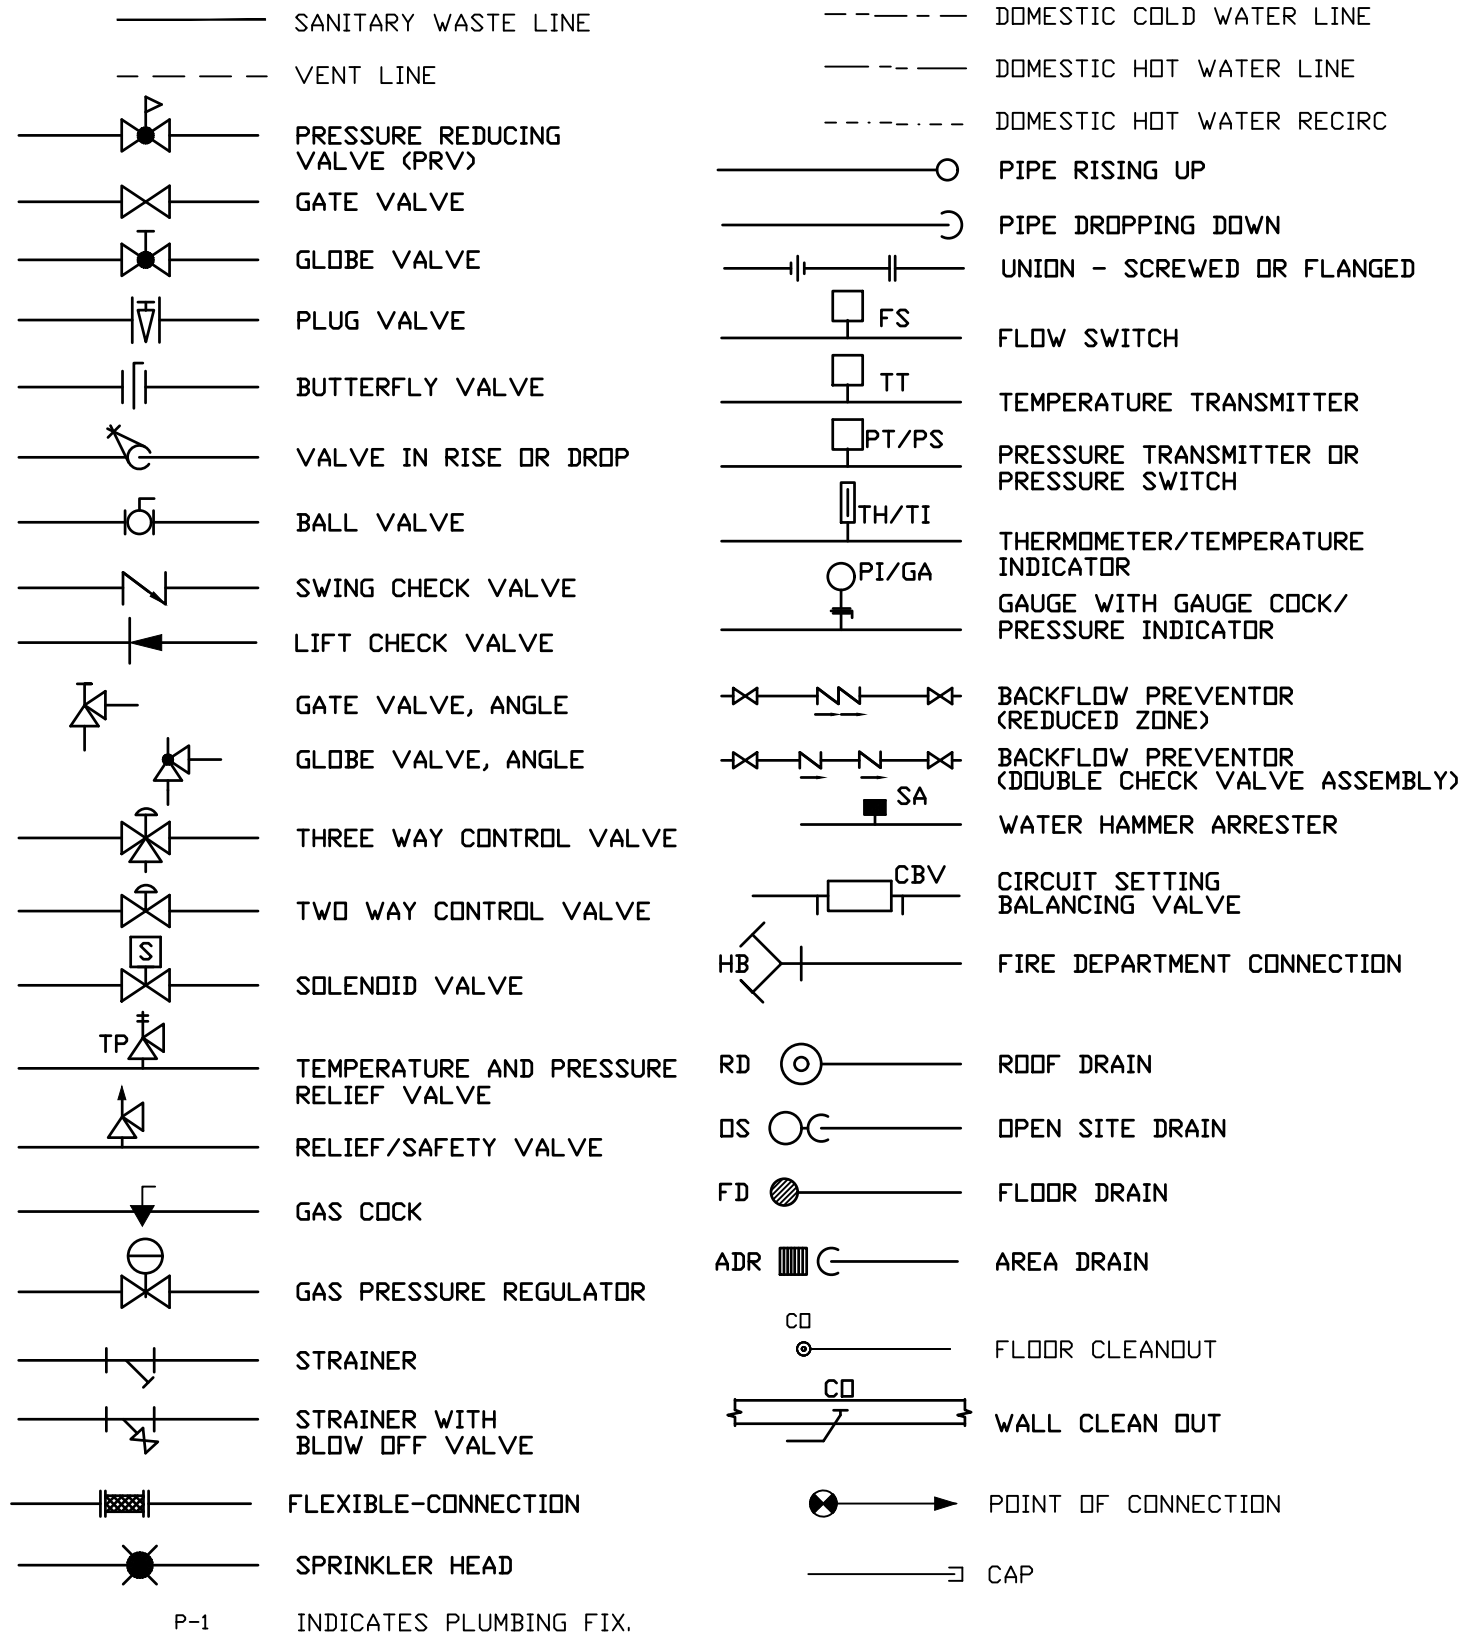 SANITARY WASTE LINE
VENT LINE
PRESSURE REDUCING
VALVE (PRV)
GATE VALVE
GLOBE VALVE
PLUG VALVE
BUTTERFLY VALVE
VALVE IN RISE OR DROP
BALL VALVE
SWING CHECK VALVE
LIFT CHECK VALVE
GATE VALVE, ANGLE
GLOBE VALVE, ANGLE
THREE WAY CONTROL VALVE
TWO WAY CONTROL VALVE
S
SOLENOID VALVE
TP
TEMPERATURE AND PRESSURE
RELIEF VALVE
RELIEF/SAFETY VALVE
GAS COCK
GAS PRESSURE REGULATOR
STRAINER
STRAINER WITH
BLOW OFF VALVE
FLEXIBLE-CONNECTION
SPRINKLER HEAD
P-1 INDICATES PLUMBING FIX.
DOMESTIC COLD WATER LINE
DOMESTIC HOT WATER LINE
DOMESTIC HOT WATER RECIRC
PIPE RISING UP
PIPE DROPPING DOWN
UNION - SCREWED OR FLANGED
FS
FLOW SWITCH
TT
TEMPERATURE TRANSMITTER
PT/PS
PRESSURE TRANSMITTER OR
PRESSURE SWITCH
TH/TI
THERMOMETER/TEMPERATURE
INDICATOR
PI/GA
GAUGE WITH GAUGE COCK/
PRESSURE INDICATOR
BACKFLOW PREVENTOR
(REDUCED ZONE)
BACKFLOW PREVENTOR
(DOUBLE CHECK VALVE ASSEMBLY)
SA
WATER HAMMER ARRESTER
CBV
CIRCUIT SETTING
BALANCING VALVE
HB FIRE DEPARTMENT CONNECTION
RD ROOF DRAIN
OS OPEN SITE DRAIN
FD FLOOR DRAIN
ADR AREA DRAIN
CO
FLOOR CLEANOUT
CO
WALL CLEAN OUT
POINT OF CONNECTION
CAP